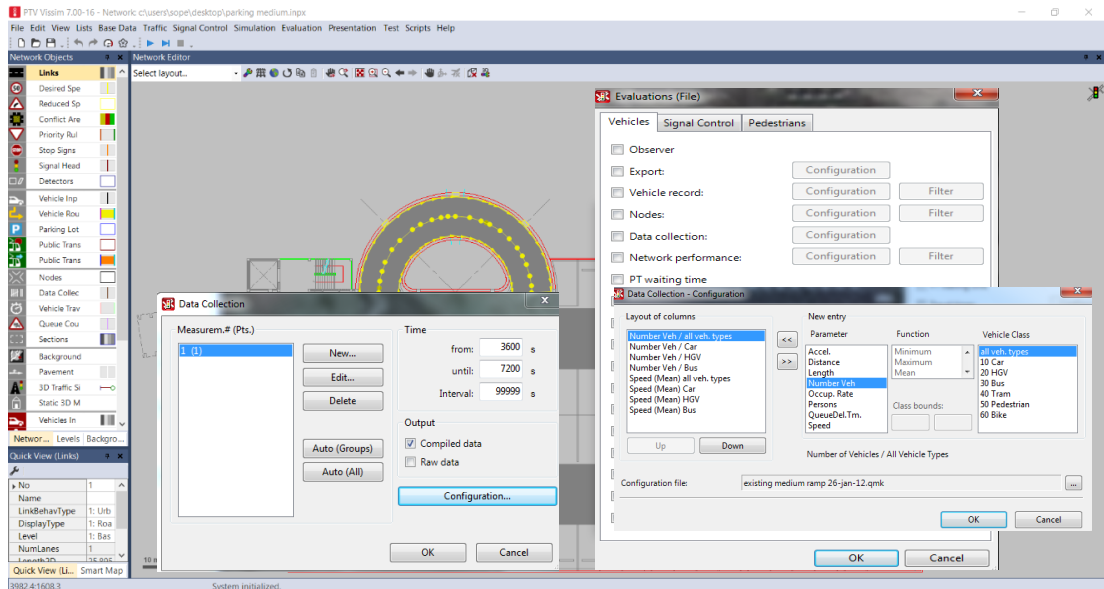 PTV Vissim 7.00-16 - Network: c:\users\sope\desktop\parking medium.inpx
File Edit View Lists Base Data Traffic Signal Control Simulation Evaluation Presentation Test Scripts Help
Network Objects
Network Editor
Select layout...
Links
Desired Spe
Reduced Sp
Conflict Are
Priority Rul
Stop Signs
Signal Head
Detectors
Vehicle Inp
Vehicle Rou
Parking Lot
Public Trans
Public Trans
Nodes
Data Collec
Vehicle Trav
Queue Cou
Sections
Background
Pavement
3D Traffic Si
Static 3D M
Vehicles In
Networ... Levels Backgro...
Quick View (Links)
No 1
Name
LinkBehavType 1: Urb
DisplayType 1: Roa
Level 1: Bas
NumLanes 1
Length2D 25.895
Quick View (Li... Smart Map
3982.4:1608.3 System initialized.
10 m
Data Collection
Measurem.# (Pts.)
1 (1)
New...
Edit...
Delete
Auto (Groups)
Auto (All)
Time
from: 3600 s
until: 7200 s
Interval: 99999 s
Output
Compiled data
Raw data
Configuration...
OK Cancel
Evaluations (File)
Vehicles Signal Control Pedestrians
Observer
Export: Configuration
Vehicle record: Configuration Filter
Nodes: Configuration Filter
Data collection: Configuration
Network performance: Configuration Filter
PT waiting time
Data Collection - Configuration
Layout of columns
Number Veh / all veh. types
Number Veh / Car
Number Veh / HGV
Number Veh / Bus
Speed (Mean) all veh. types
Speed (Mean) Car
Speed (Mean) HGV
Speed (Mean) Bus
Up Down
<<
>>
New entry
Parameter
Accel.
Distance
Length
Number Veh
Occup. Rate
Persons
QueueDel.Tm.
Speed
Function
Minimum
Maximum
Mean
Class bounds:
Vehicle Class
all veh. types
10 Car
20 HGV
30 Bus
40 Tram
50 Pedestrian
60 Bike
Number of Vehicles / All Vehicle Types
Configuration file: existing medium ramp 26-jan-12.qmk ...
OK Cancel
OK Cancel